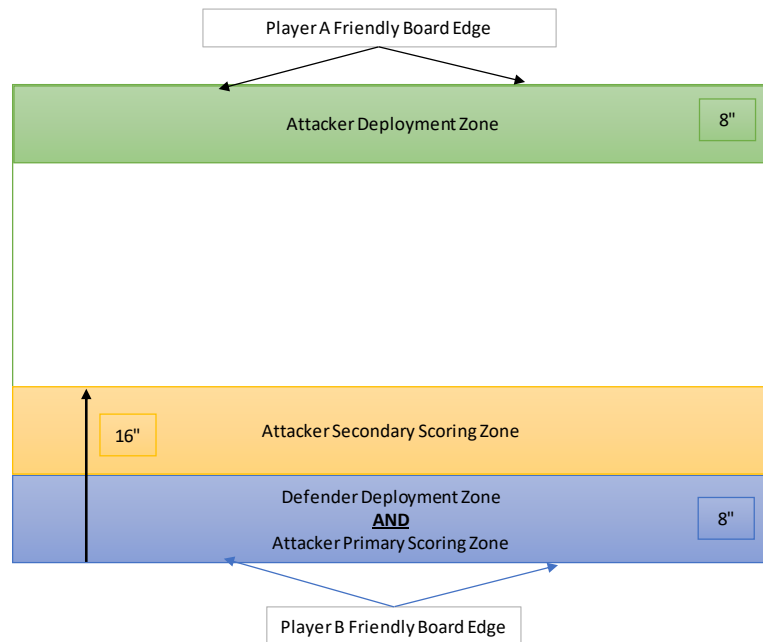 Player A Friendly Board Edge
Attacker Deployment Zone
8"
16"
Attacker Secondary Scoring Zone
Defender Deployment Zone
AND
Attacker Primary Scoring Zone
8"
Player B Friendly Board Edge